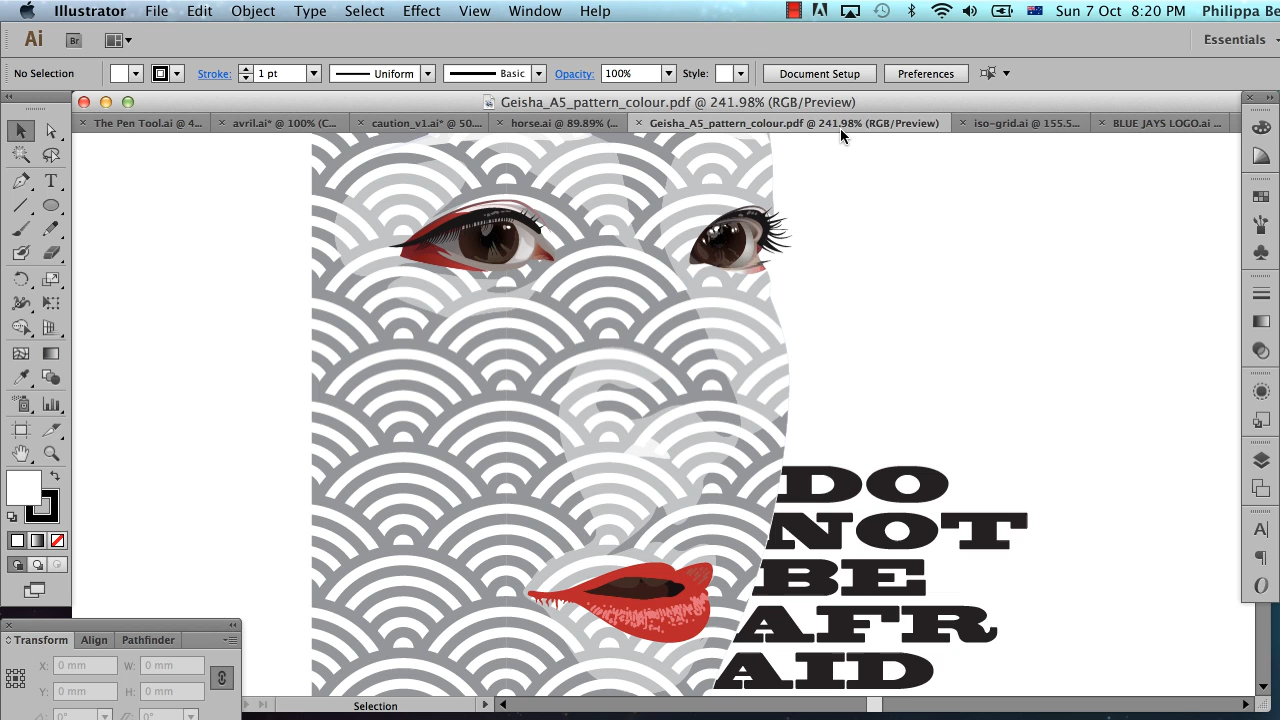 Illustrator File Edit Object Type Select Effect View Window Help Sun 7 Oct 8:20 PM Philippa Be
Ai Br Essentials
No Selection Stroke: 1 pt Uniform Basic Opacity: 100% Style: Document Setup Preferences
Geisha_A5_pattern_colour.pdf @ 241.98% (RGB/Preview)
× The Pen Tool.ai @ 4... × avril.ai* @ 100% (C... × caution_v1.ai* @ 50... × horse.ai @ 89.89% (... × Geisha_A5_pattern_colour.pdf @ 241.98% (RGB/Preview) × iso-grid.ai @ 155.5... × BLUE JAYS LOGO.ai ...
DO
NOT
BE
AFR
AID
Transform Align Pathfinder
X: 0 mm W: 0 mm
Y: 0 mm H: 0 mm
0° 0°
Selection